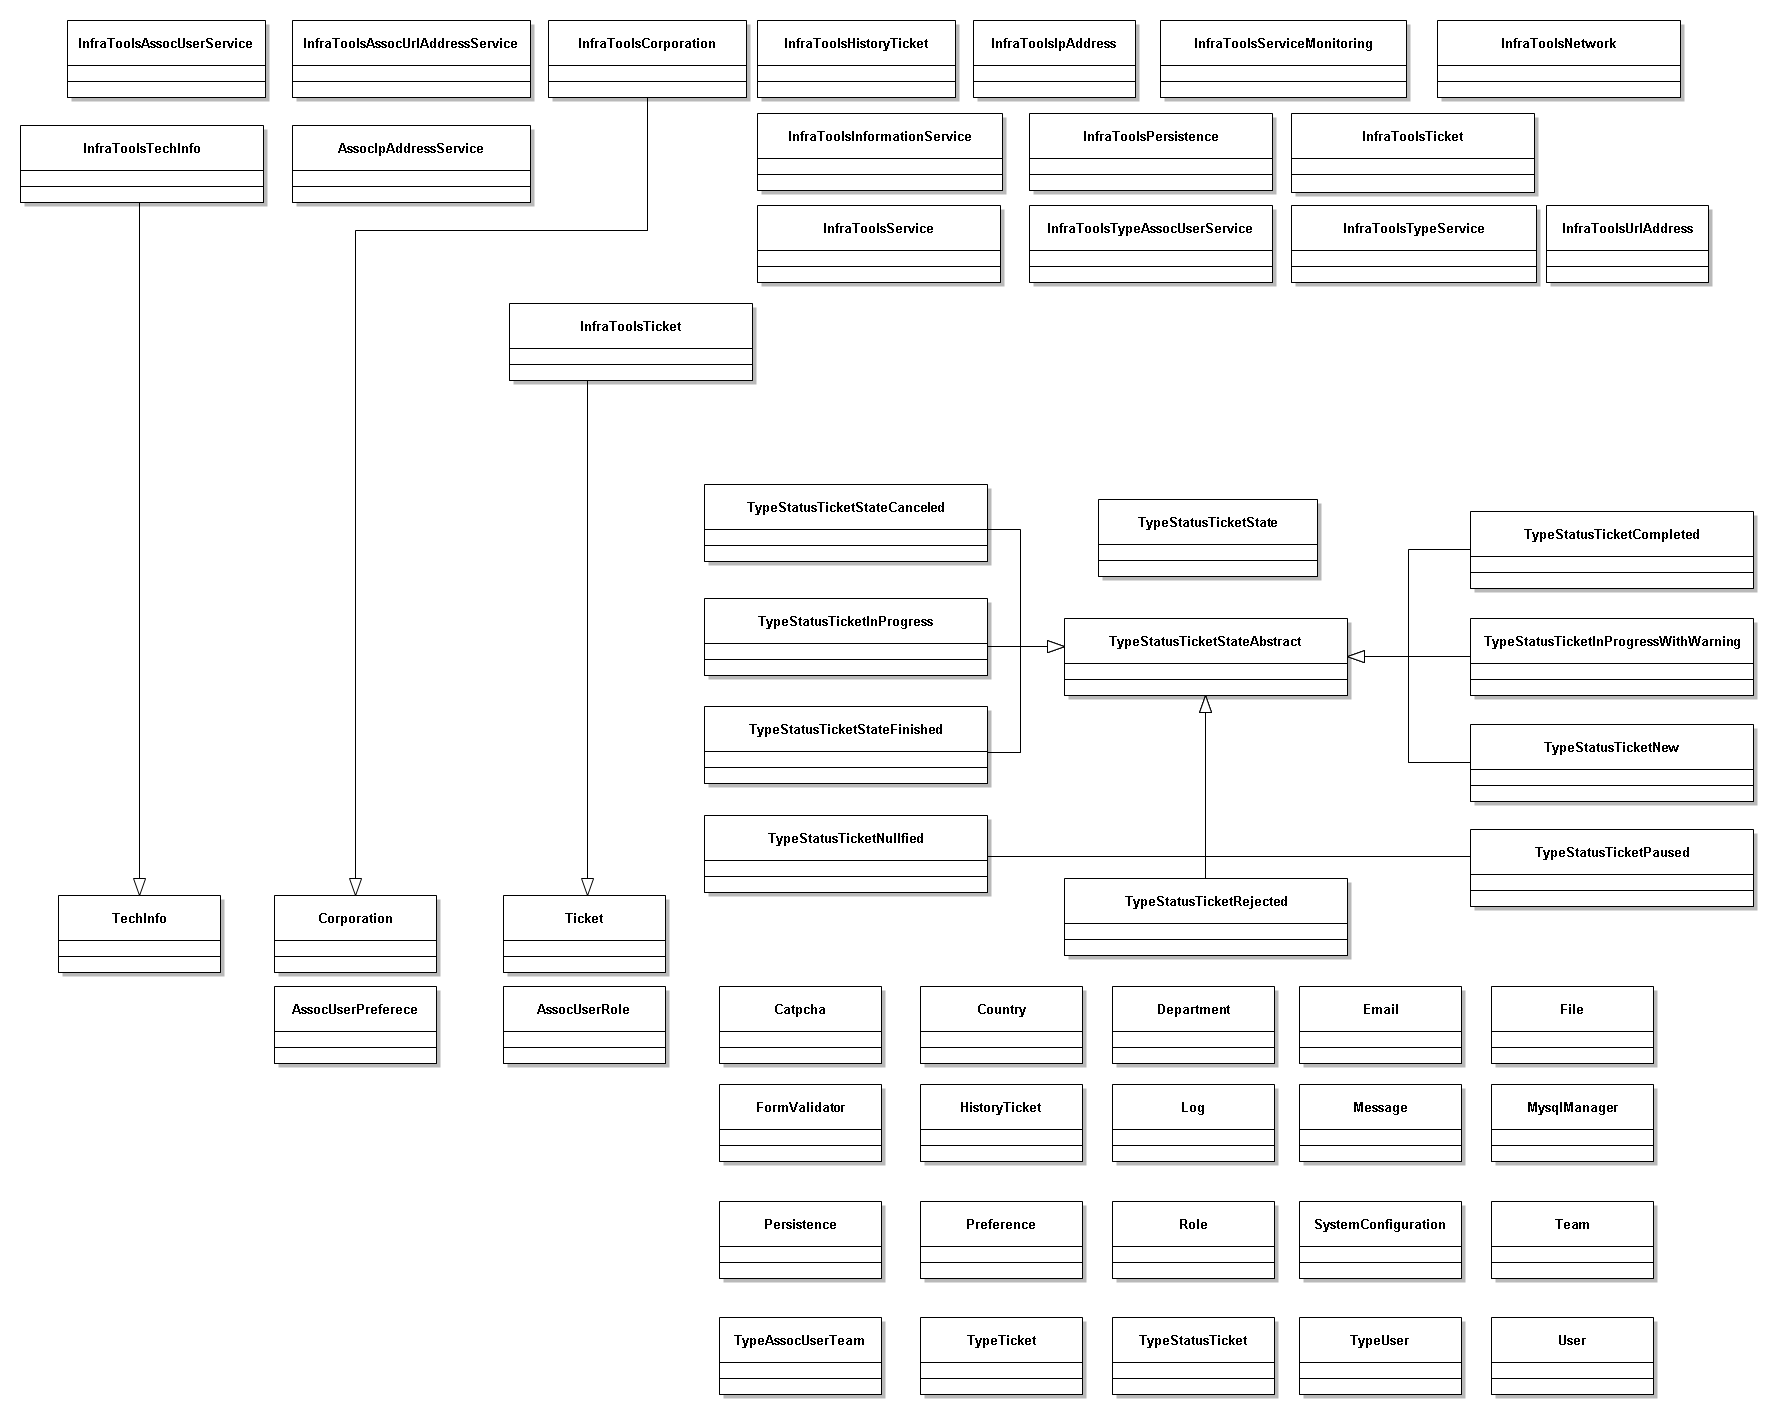 InfraToolsAssocUserService
InfraToolsAssocUrlAddressService
InfraToolsCorporation
InfraToolsHistoryTicket
InfraToolsIpAddress
InfraToolsServiceMonitoring
InfraToolsNetwork
InfraToolsTechInfo
AssocIpAddressService
InfraToolsInformationService
InfraToolsPersistence
InfraToolsTicket
InfraToolsService
InfraToolsTypeAssocUserService
InfraToolsTypeService
InfraToolsUrlAddress
InfraToolsTicket
TypeStatusTicketStateCanceled
TypeStatusTicketState
TypeStatusTicketCompleted
TypeStatusTicketInProgress
TypeStatusTicketStateAbstract
TypeStatusTicketInProgressWithWarning
TypeStatusTicketStateFinished
TypeStatusTicketNew
TypeStatusTicketNullfied
TypeStatusTicketPaused
TypeStatusTicketRejected
TechInfo
Corporation
Ticket
AssocUserPreferece
AssocUserRole
Catpcha
Country
Department
Email
File
FormValidator
HistoryTicket
Log
Message
MysqlManager
Persistence
Preference
Role
SystemConfiguration
Team
TypeAssocUserTeam
TypeTicket
TypeStatusTicket
TypeUser
User